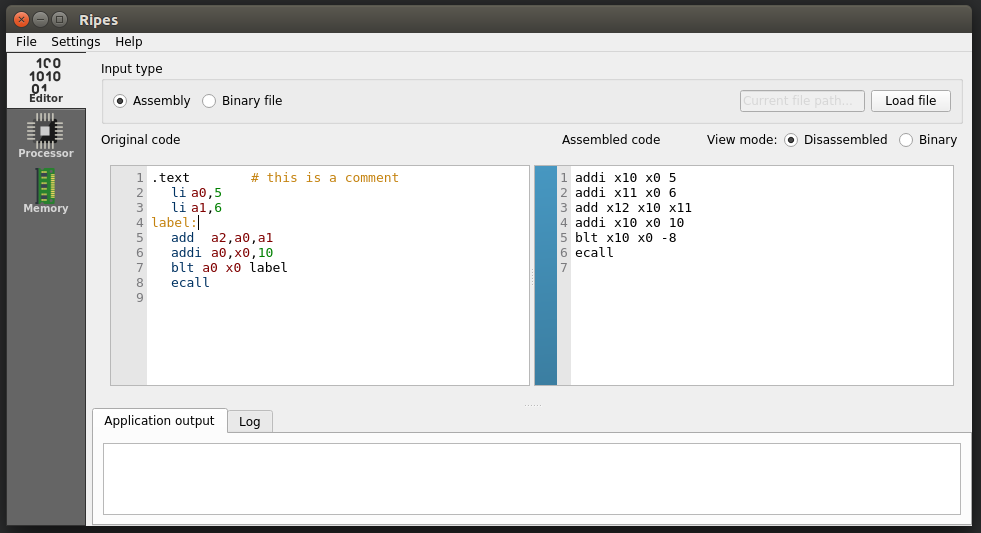 Ripes
File Settings Help
100
1010
01
Editor
Processor
Memory
Input type
Assembly Binary file Current file path... Load file
Original code Assembled code View mode: Disassembled Binary
1 .text # this is a comment
2 li a0,5
3 li a1,6
4 label:
5 add a2,a0,a1
6 addi a0,x0,10
7 blt a0 x0 label
8 ecall
9
1 addi x10 x0 5
2 addi x11 x0 6
3 add x12 x10 x11
4 addi x10 x0 10
5 blt x10 x0 -8
6 ecall
7
Application output Log